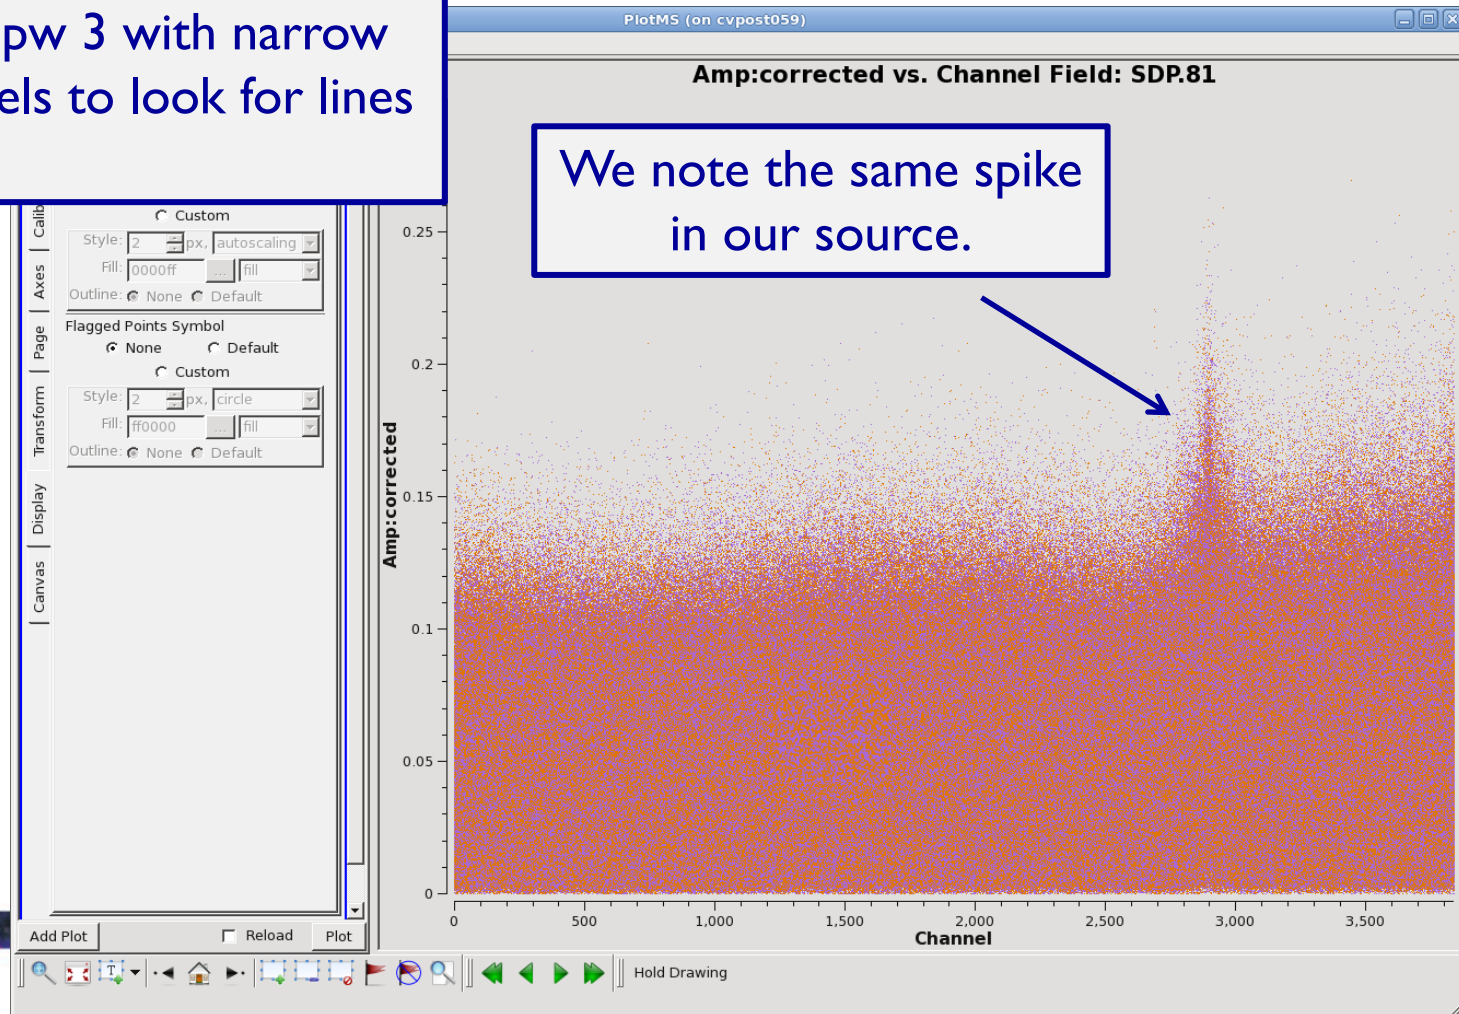 PlotMS (on cvpost059)
pw 3 with narrow
els to look for lines
Amp:corrected vs. Channel Field: SDP.81
We note the same spike
in our source.
Calib
Axes
Page
Transform
Display
Canvas
Custom
Style: 2 px, autoscaling
Fill: 0000ff ... fill
Outline: None Default
Flagged Points Symbol
None Default
Custom
Style: 2 px, circle
Fill: ff0000 ... fill
Outline: None Default
Amp:corrected
0.25
0.2
0.15
0.1
0.05
0
0 500 1,000 1,500 2,000 2,500 3,000 3,500
Channel
Add Plot Reload Plot
T
Hold Drawing